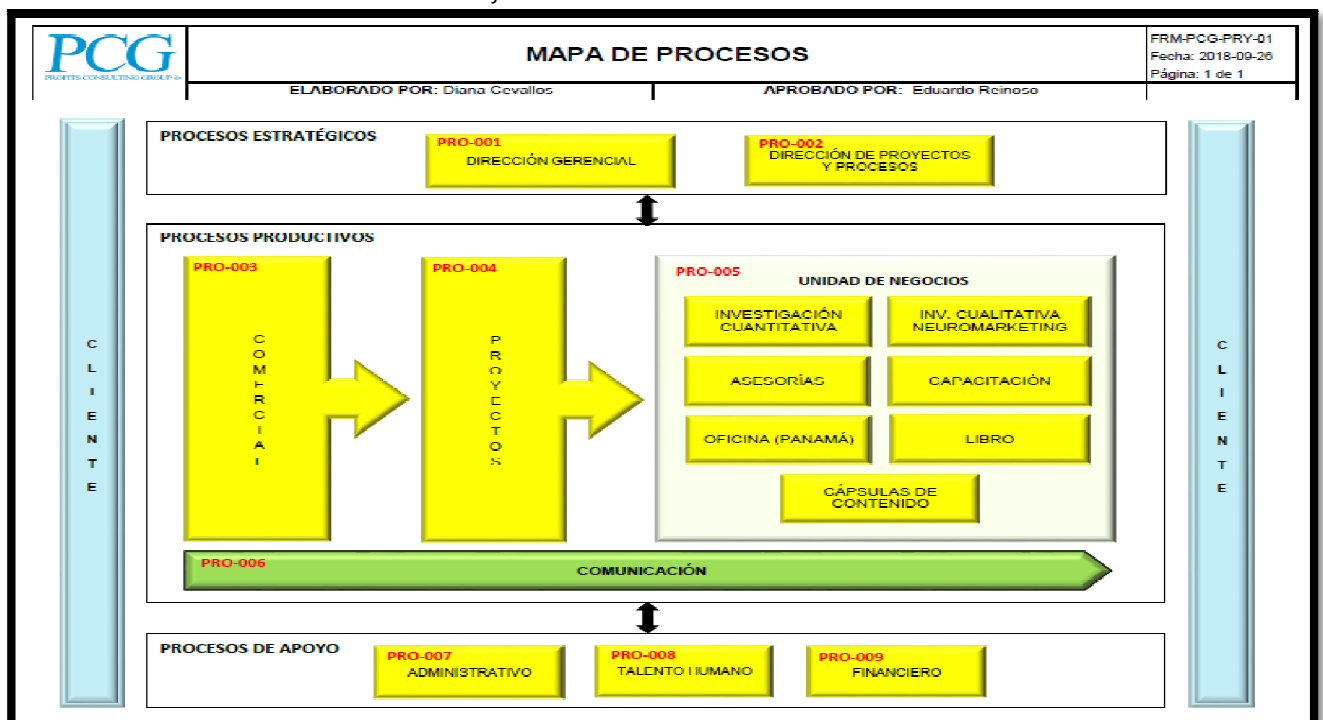 PCG
PROFITS CONSULTING GROUP
MAPA DE PROCESOS
FRM-PCG-PRY-01
Fecha: 2018-09-26
Página: 1 de 1
ELABORADO POR: Diana Cevallos
APROBADO POR: Eduardo Reinoso
CLIENTE
PROCESOS ESTRATÉGICOS
PRO-001
DIRECCIÓN GERENCIAL
PRO-002
DIRECCIÓN DE PROYECTOS
Y PROCESOS
PROCESOS PRODUCTIVOS
PRO-003
COMERCIAL
PRO-004
PROYECTOS
PRO-005
UNIDAD DE NEGOCIOS
INVESTIGACIÓN
CUANTITATIVA
INV. CUALITATIVA
NEUROMARKETING
ASESORÍAS
CAPACITACIÓN
OFICINA (PANAMÁ)
LIBRO
CÁPSULAS DE
CONTENIDO
PRO-006
COMUNICACIÓN
PROCESOS DE APOYO
PRO-007
ADMINISTRATIVO
PRO-008
TALENTO HUMANO
PRO-009
FINANCIERO
CLIENTE